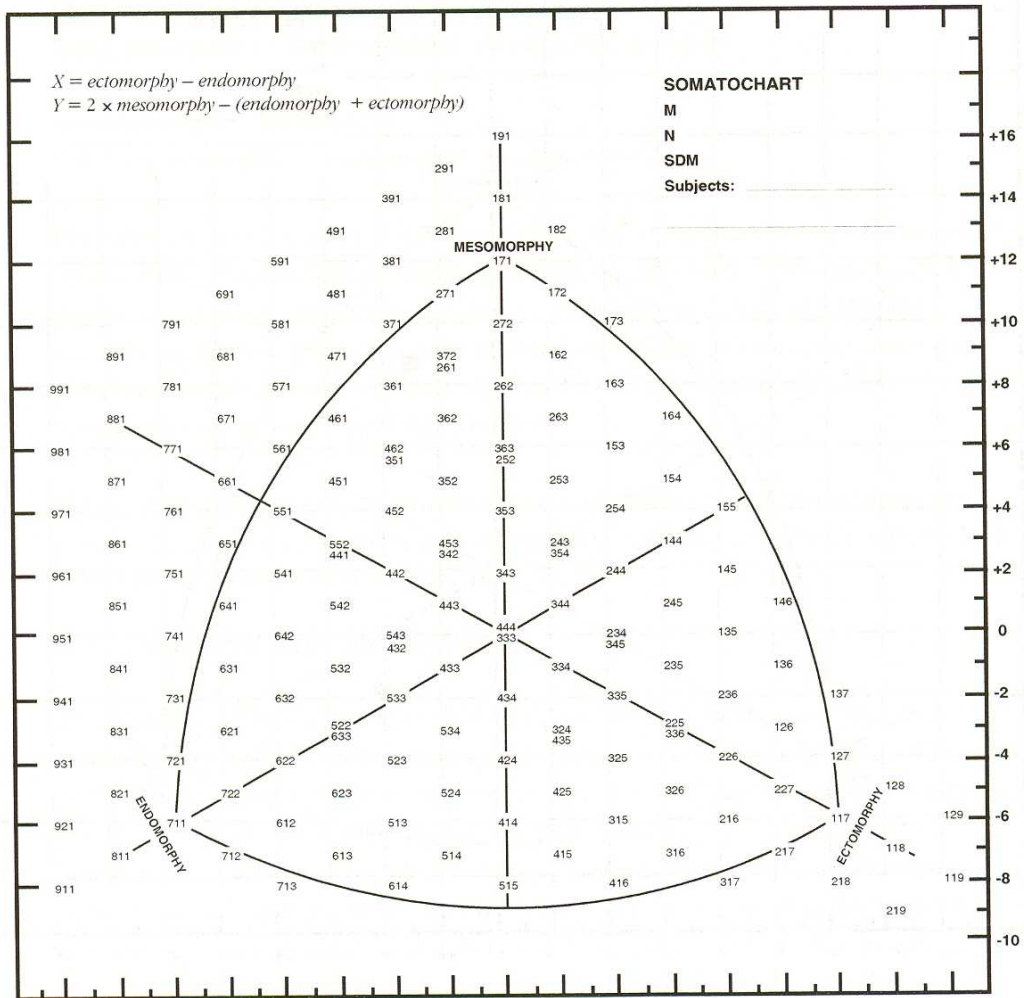 X = ectomorphy – endomorphy
Y = 2 x mesomorphy – (endomorphy + ectomorphy)
SOMATOCHART
M
N
SDM
Subjects:
191 +16
291
391 181 +14
491 281 182
MESOMORPHY
591 381 171 +12
691 481 271 172
791 581 371 272 173 +10
891 681 471 372 162
261
991 781 571 361 262 163 +8
881 671 461 362 263 164
981 771 561 462 363 153 +6
351 252
871 661 451 352 253 154
971 761 551 452 353 254 155 +4
861 651 552 453 243 144
441 342 354
961 751 541 442 343 244 145 +2
851 641 542 443 344 245 146
444 0
951 741 642 543 333 234 135
432 345
841 631 532 433 334 235 136
941 731 632 533 434 335 236 137 -2
831 621 522 534 324 225 126
633 435 336
931 721 622 523 424 325 226 127 -4
821 722 623 524 425 326 227 128
ENDOMORPHY
ECTOMORPHY
921 711 612 513 414 315 216 117 129 -6
811 712 613 514 415 316 217 118
911 713 614 515 416 317 218 119 -8
219
-10